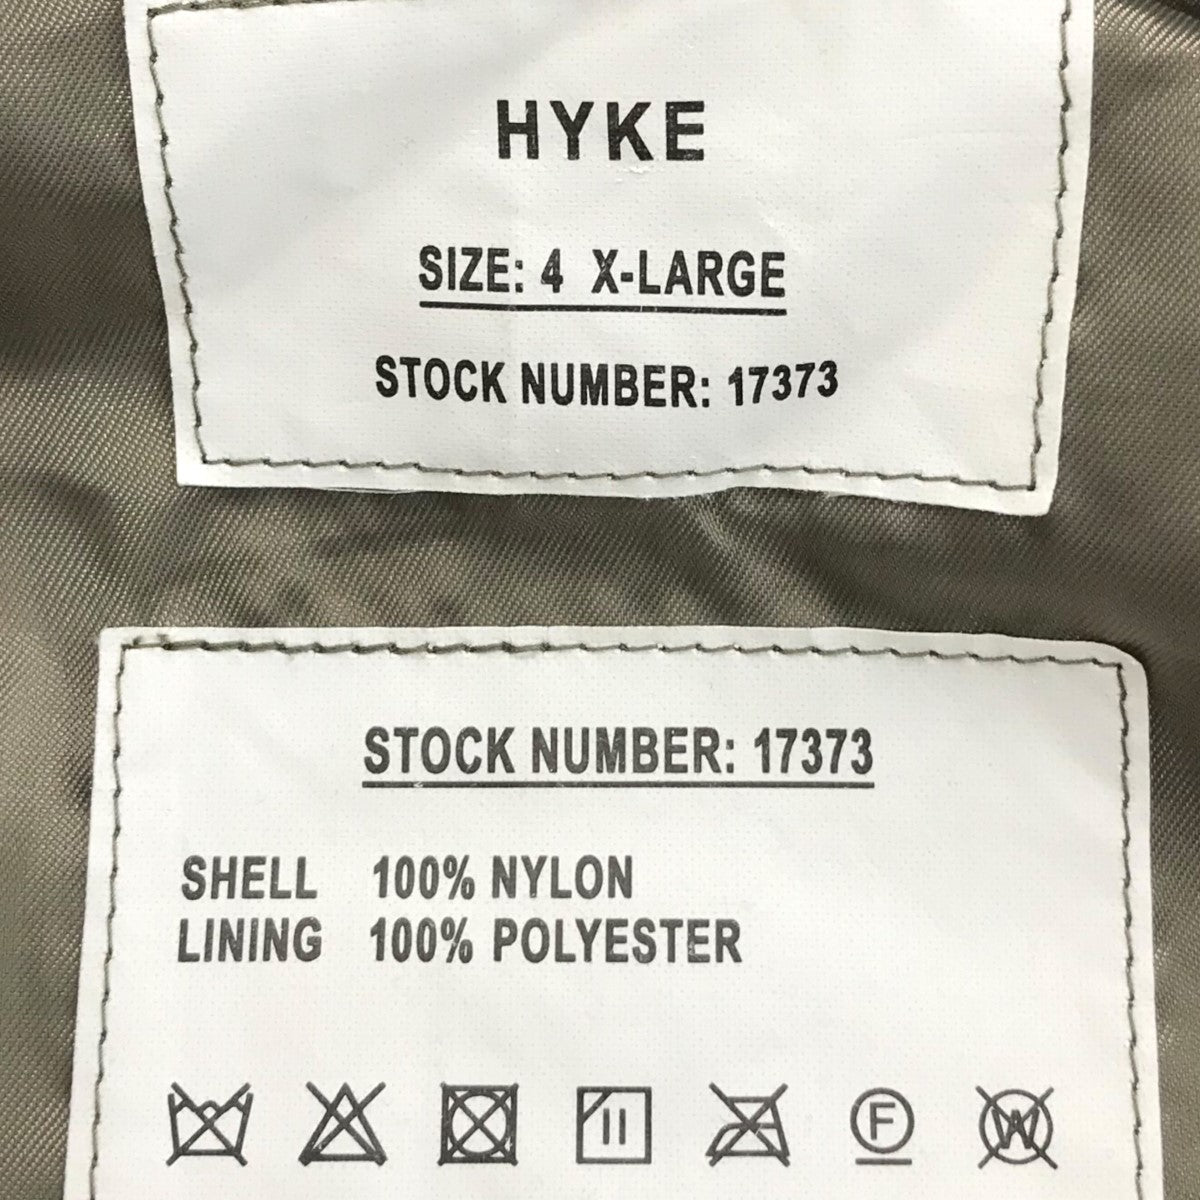 HYKE
SIZE: 4 X-LARGE
STOCK NUMBER: 17373
STOCK NUMBER: 17373
SHELL 100% NYLON
LINING 100% POLYESTER
F W